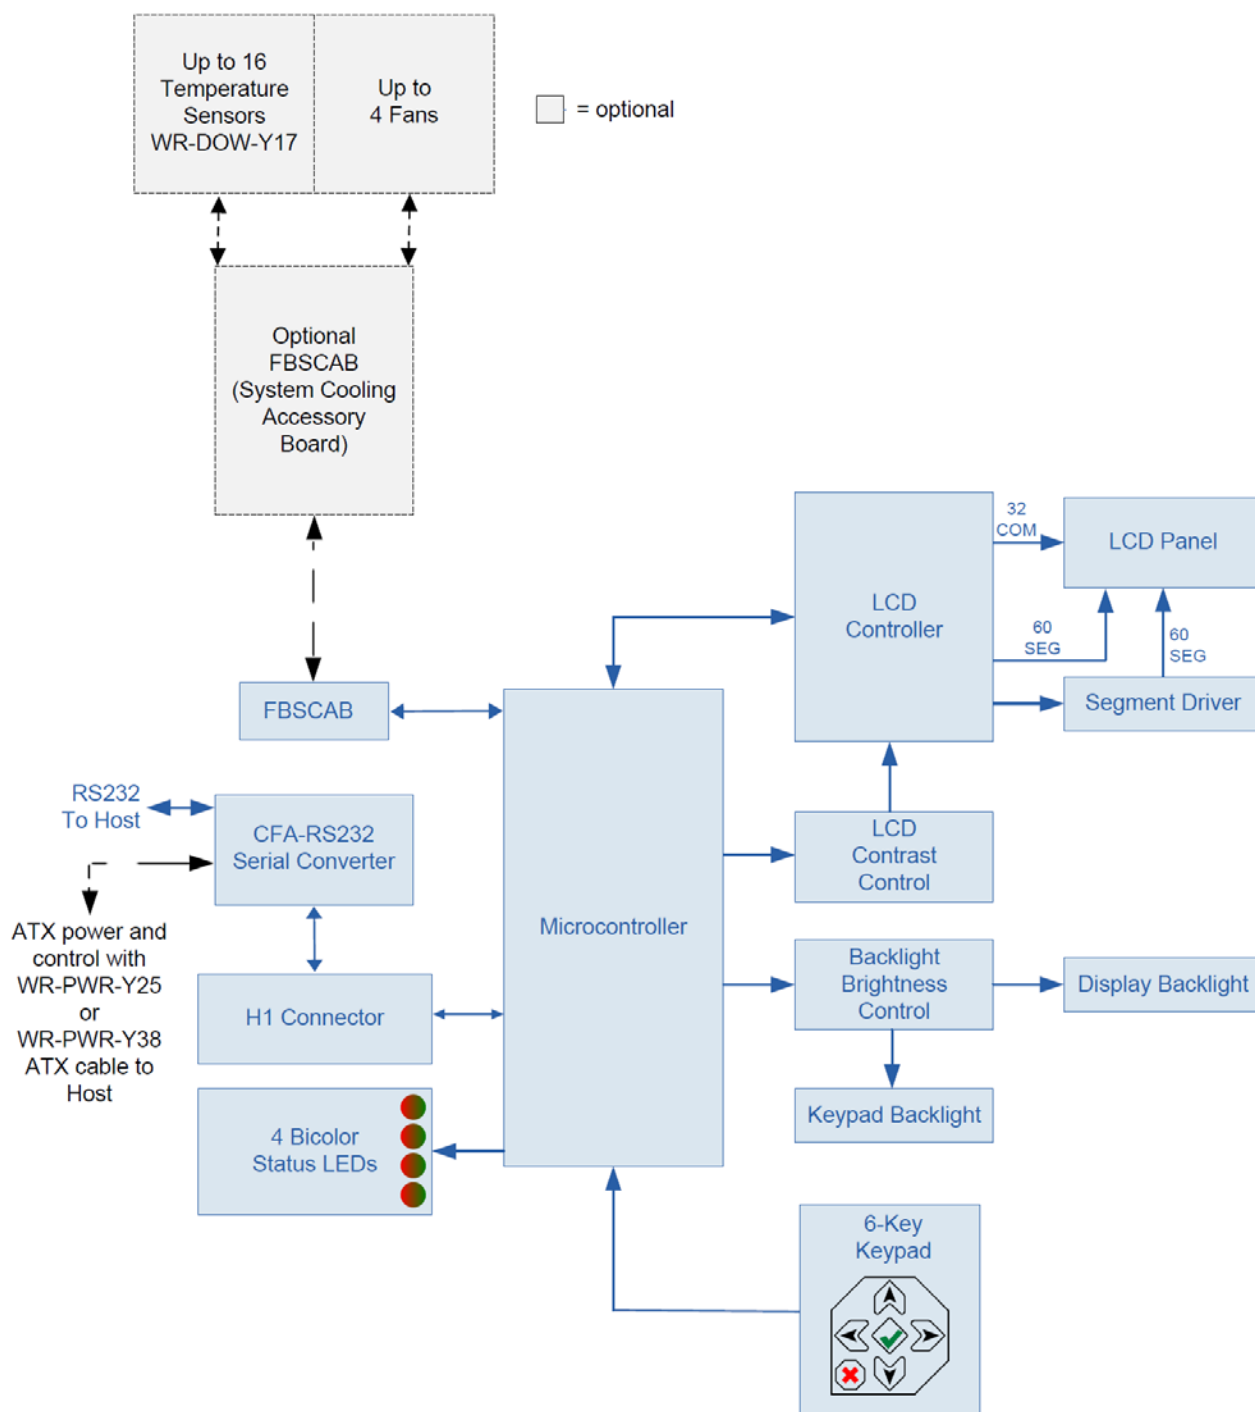 Up to 16
Temperature
Sensors
WR-DOW-Y17
Up to
4 Fans
= optional
Optional
FBSCAB
(System Cooling
Accessory
Board)
32
COM
LCD Panel
LCD
Controller
60
SEG
60
SEG
Segment Driver
FBSCAB
RS232
To Host
CFA-RS232
Serial Converter
LCD
Contrast
Control
Microcontroller
ATX power and
control with
WR-PWR-Y25
or
WR-PWR-Y38
ATX cable to
Host
H1 Connector
Backlight
Brightness
Control
Display Backlight
Keypad Backlight
4 Bicolor
Status LEDs
6-Key
Keypad